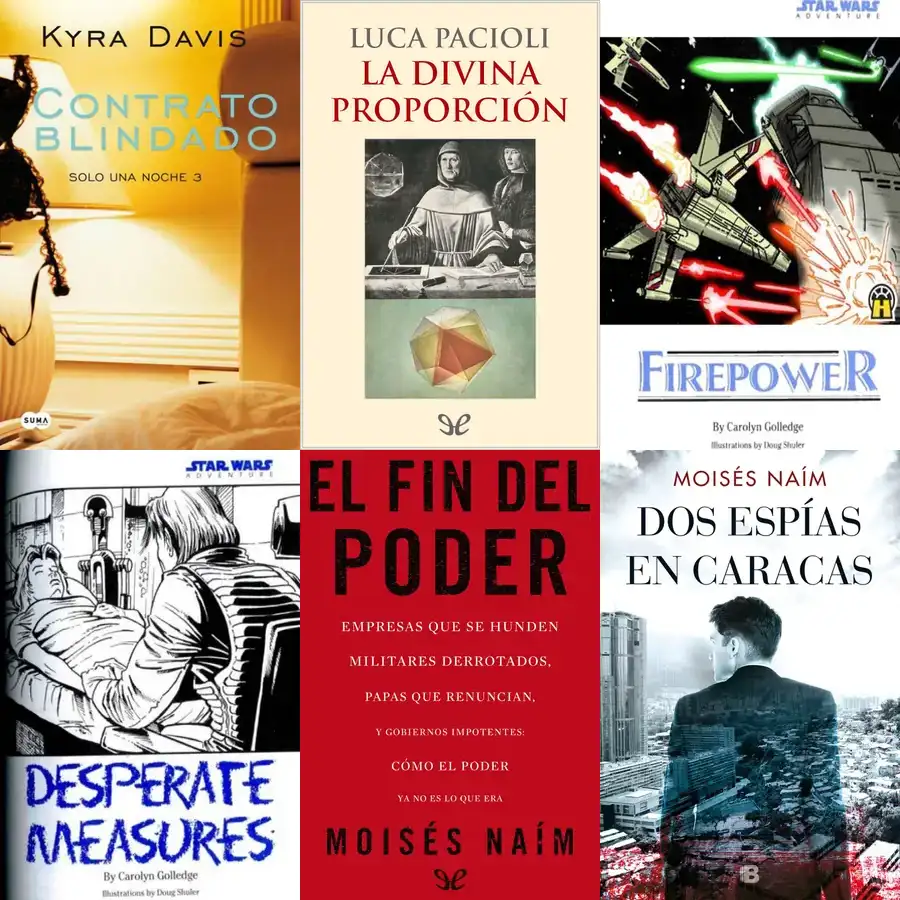 KYRA DAVIS
CONTRATO
BLINDADO
SOLO UNA NOCHE 3
SUMA
LUCA PACIOLI
LA DIVINA
PROPORCIÓN
STAR WARS
ADVENTURE
H
FIREPOWER
By Carolyn Golledge
Illustrations by Doug Shuler
STAR WARS
ADVENTURE
DESPERATE
MEASURES
By Carolyn Golledge
Illustrations by Doug Shuler
EL FIN DEL
PODER
EMPRESAS QUE SE HUNDEN
MILITARES DERROTADOS,
PAPAS QUE RENUNCIAN,
Y GOBIERNOS IMPOTENTES:
CÓMO EL PODER
YA NO ES LO QUE ERA
MOISÉS NAÍM
MOISÉS NAÍM
DOS ESPÍAS
EN CARACAS
B